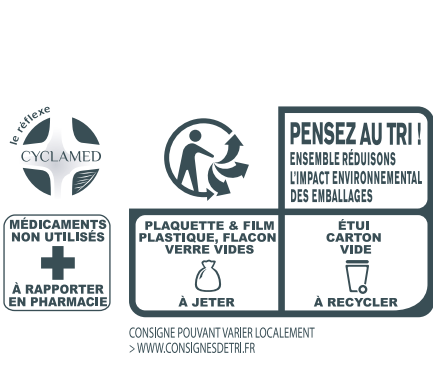 le réflexe
CYCLAMED
MÉDICAMENTS
NON UTILISÉS
À RAPPORTER
EN PHARMACIE
PENSEZ AU TRI !
ENSEMBLE RÉDUISONS
L'IMPACT ENVIRONNEMENTAL
DES EMBALLAGES
PLAQUETTE & FILM
PLASTIQUE, FLACON
VERRE VIDES
À JETER
ÉTUI
CARTON
VIDE
À RECYCLER
CONSIGNE POUVANT VARIER LOCALEMENT
> WWW.CONSIGNESDETRI.FR